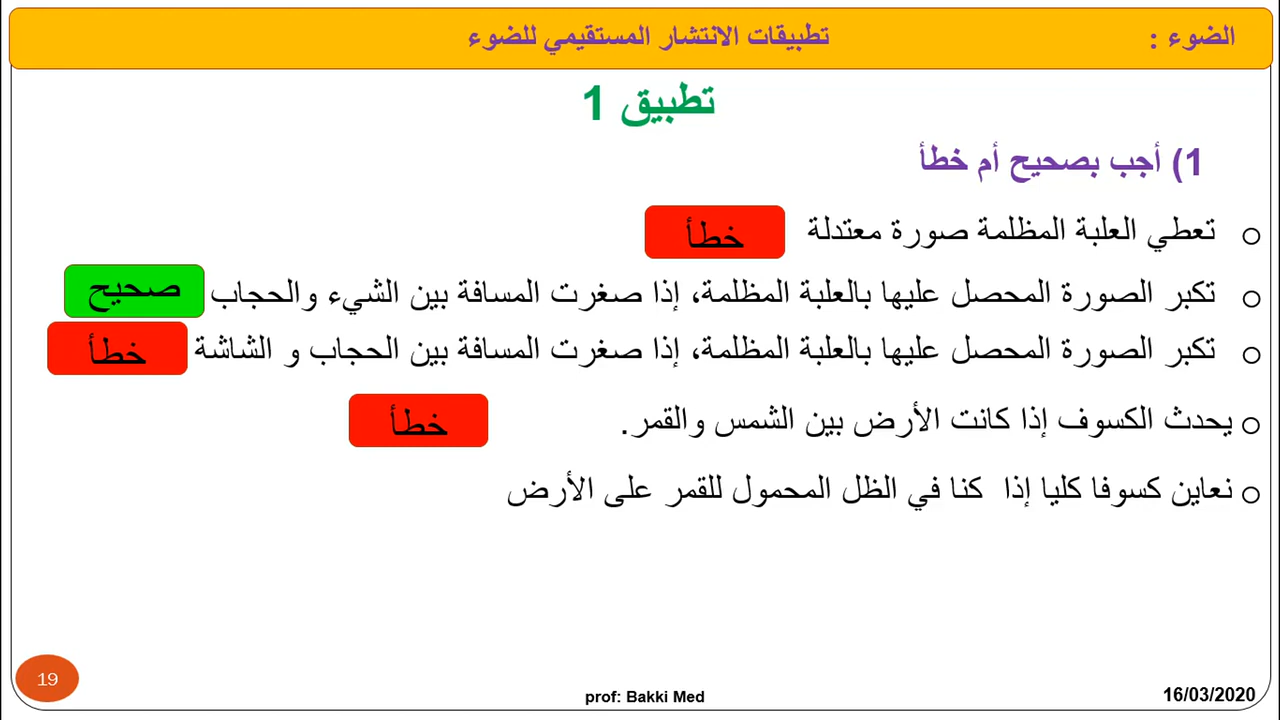 الضوء : تطبيقات الانتشار المستقيمي للضوء
تطبيق 1
1) أجب بصحيح أم خطأ
تعطي العلبة المظلمة صورة معتدلة خطأ
تكبر الصورة المحصل عليها بالعلبة المظلمة، إذا صغرت المسافة بين الشيء والحجاب صحيح
تكبر الصورة المحصل عليها بالعلبة المظلمة، إذا صغرت المسافة بين الحجاب و الشاشة خطأ
يحدث الكسوف إذا كانت الأرض بين الشمس والقمر. خطأ
نعاين كسوفا كليا إذا كنا في الظل المحمول للقمر على الأرض
19 prof: Bakki Med 16/03/2020